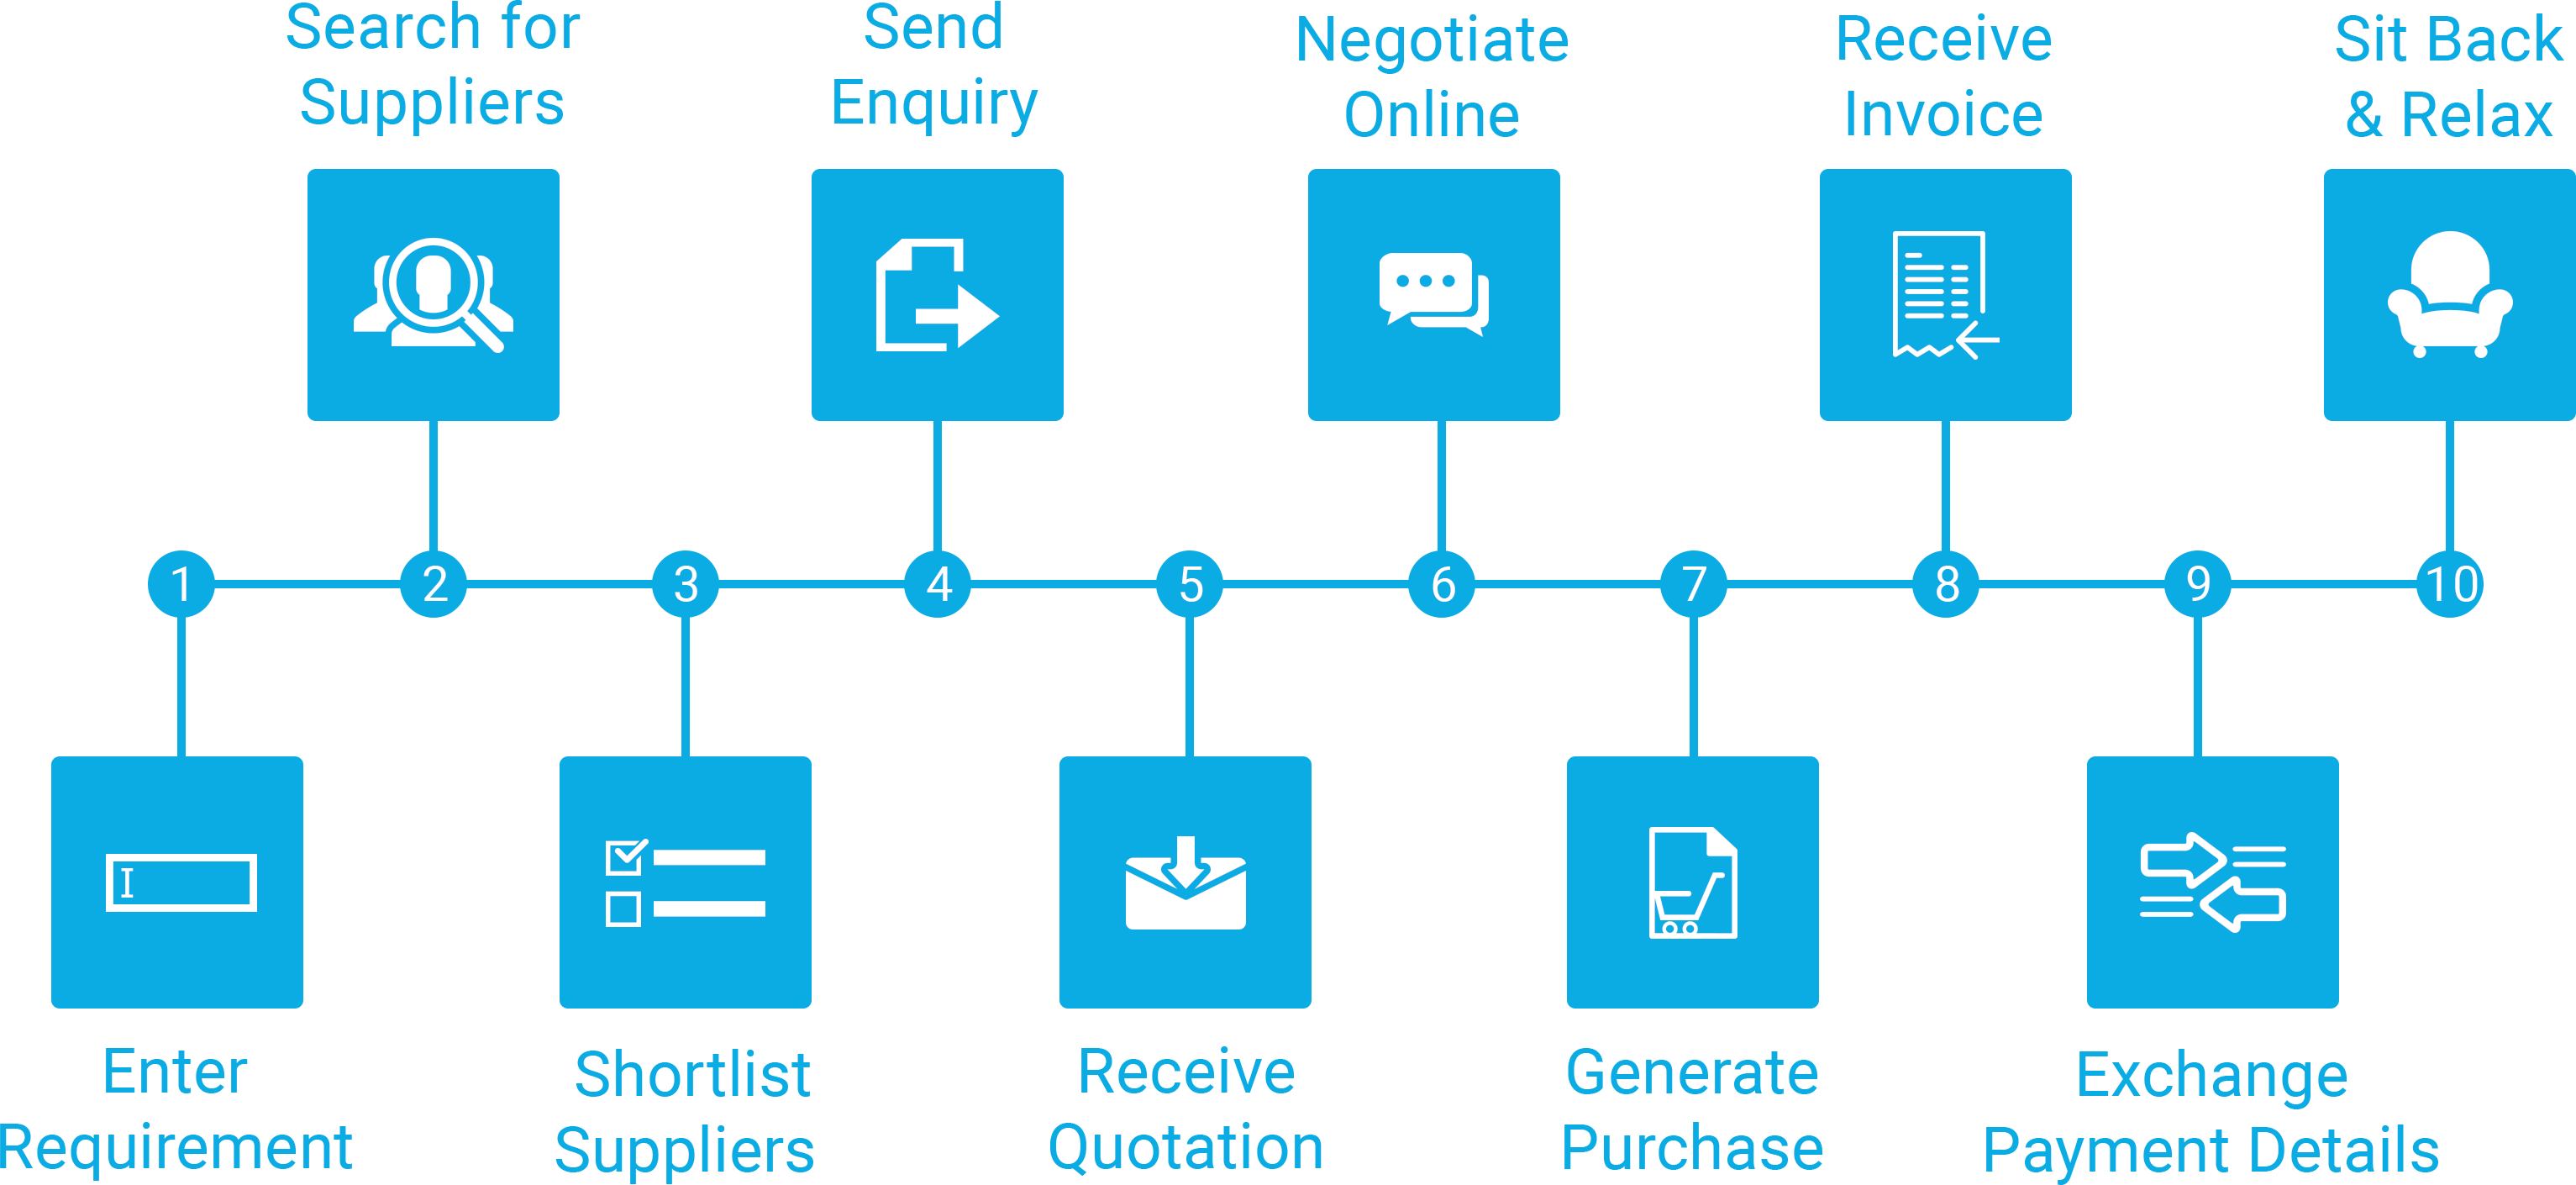 Search for
Suppliers
Send
Enquiry
Negotiate
Online
Receive
Invoice
Sit Back
& Relax
1
2
3
4
5
6
7
8
9
10
Enter
Requirement
Shortlist
Suppliers
Receive
Quotation
Generate
Purchase
Exchange
Payment Details